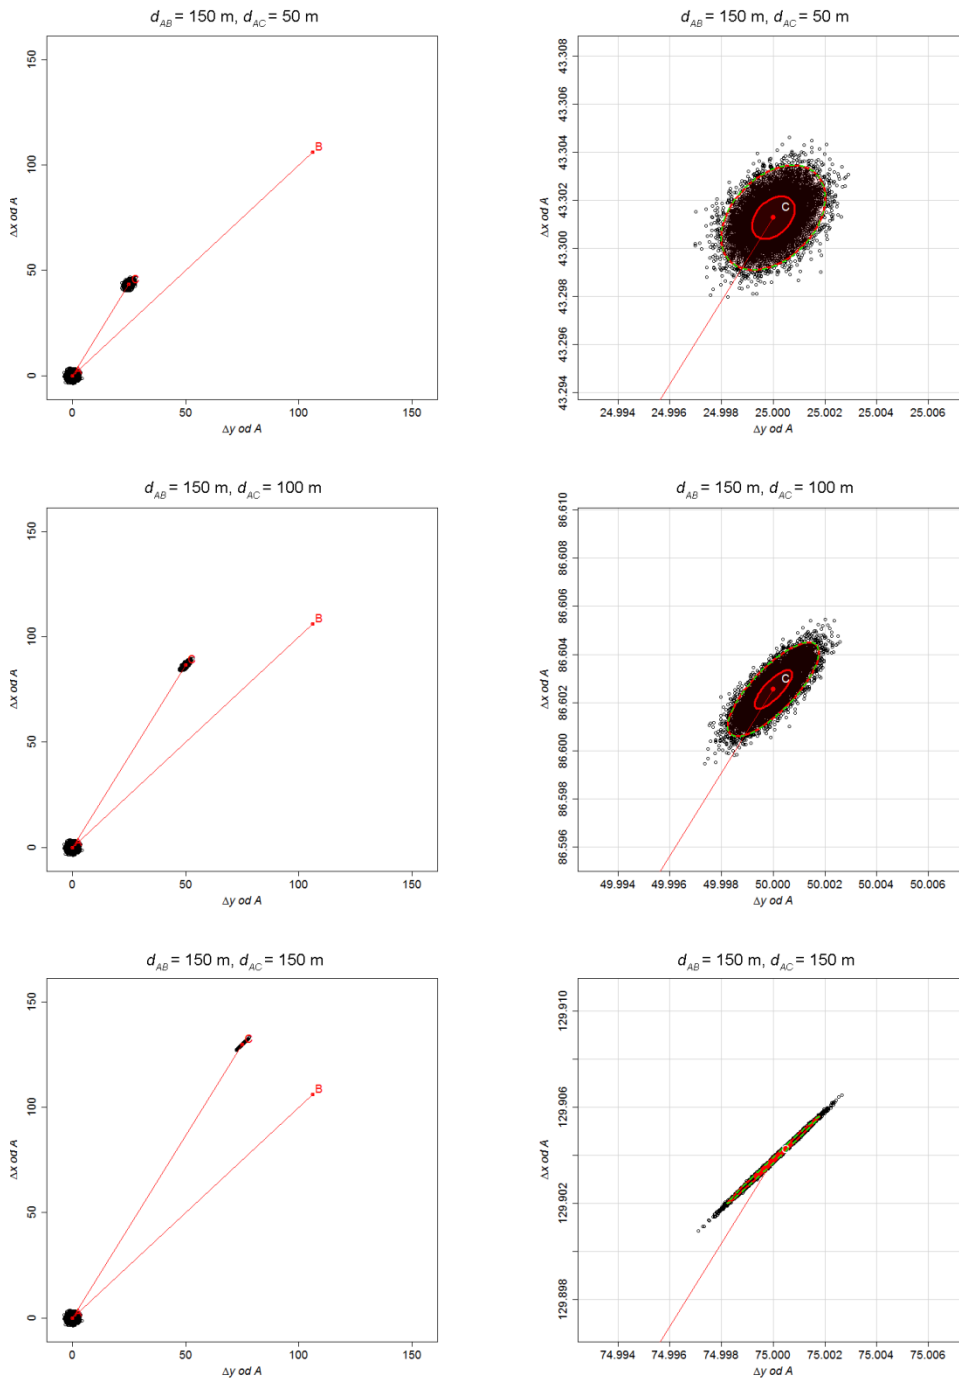 d_AB = 150 m, d_AC = 50 m
Δx od A
0 50 100 150
B
C
0 50 100 150
Δy od A
d_AB = 150 m, d_AC = 50 m
Δx od A
43.294 43.296 43.298 43.300 43.302 43.304 43.306 43.308
C
24.994 24.996 24.998 25.000 25.002 25.004 25.006
Δy od A
d_AB = 150 m, d_AC = 100 m
Δx od A
0 50 100 150
B
0 50 100 150
Δy od A
d_AB = 150 m, d_AC = 100 m
Δx od A
86.596 86.598 86.600 86.602 86.604 86.606 86.608 86.610
C
49.994 49.996 49.998 50.000 50.002 50.004 50.006
Δy od A
d_AB = 150 m, d_AC = 150 m
Δx od A
0 50 100 150
C
B
0 50 100 150
Δy od A
d_AB = 150 m, d_AC = 150 m
Δx od A
129.898 129.902 129.906 129.910
74.994 74.996 74.998 75.000 75.002 75.004 75.006
Δy od A